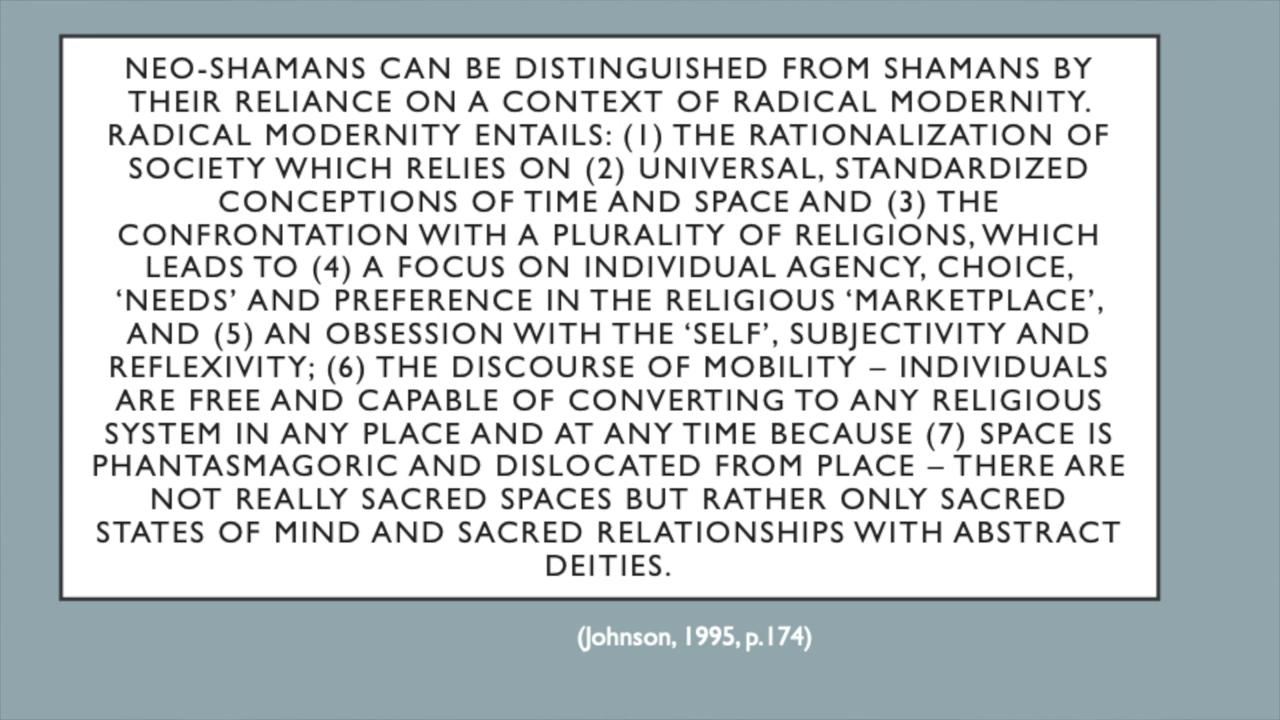 NEO-SHAMANS CAN BE DISTINGUISHED FROM SHAMANS BY
THEIR RELIANCE ON A CONTEXT OF RADICAL MODERNITY.
RADICAL MODERNITY ENTAILS: (1) THE RATIONALIZATION OF
SOCIETY WHICH RELIES ON (2) UNIVERSAL, STANDARDIZED
CONCEPTIONS OF TIME AND SPACE AND (3) THE
CONFRONTATION WITH A PLURALITY OF RELIGIONS, WHICH
LEADS TO (4) A FOCUS ON INDIVIDUAL AGENCY, CHOICE,
‘NEEDS’ AND PREFERENCE IN THE RELIGIOUS ‘MARKETPLACE’,
AND (5) AN OBSESSION WITH THE ‘SELF’, SUBJECTIVITY AND
REFLEXIVITY; (6) THE DISCOURSE OF MOBILITY – INDIVIDUALS
ARE FREE AND CAPABLE OF CONVERTING TO ANY RELIGIOUS
SYSTEM IN ANY PLACE AND AT ANY TIME BECAUSE (7) SPACE IS
PHANTASMAGORIC AND DISLOCATED FROM PLACE – THERE ARE
NOT REALLY SACRED SPACES BUT RATHER ONLY SACRED
STATES OF MIND AND SACRED RELATIONSHIPS WITH ABSTRACT
DEITIES.
(Johnson, 1995, p.174)